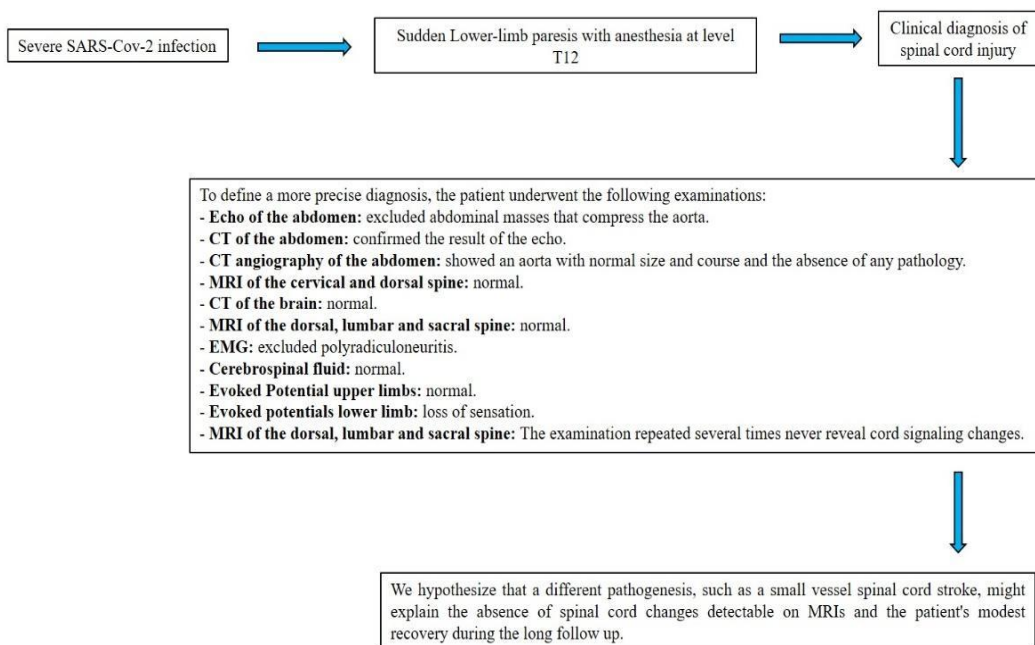 Severe SARS-Cov-2 infection
Sudden Lower-limb paresis with anesthesia at level
T12
Clinical diagnosis of
spinal cord injury
To define a more precise diagnosis, the patient underwent the following examinations:
- Echo of the abdomen: excluded abdominal masses that compress the aorta.
- CT of the abdomen: confirmed the result of the echo.
- CT angiography of the abdomen: showed an aorta with normal size and course and the absence of any pathology.
- MRI of the cervical and dorsal spine: normal.
- CT of the brain: normal.
- MRI of the dorsal, lumbar and sacral spine: normal.
- EMG: excluded polyradiculoneuritis.
- Cerebrospinal fluid: normal.
- Evoked Potential upper limbs: normal.
- Evoked potentials lower limb: loss of sensation.
- MRI of the dorsal, lumbar and sacral spine: The examination repeated several times never reveal cord signaling changes.
We hypothesize that a different pathogenesis, such as a small vessel spinal cord stroke, might
explain the absence of spinal cord changes detectable on MRIs and the patient's modest
recovery during the long follow up.